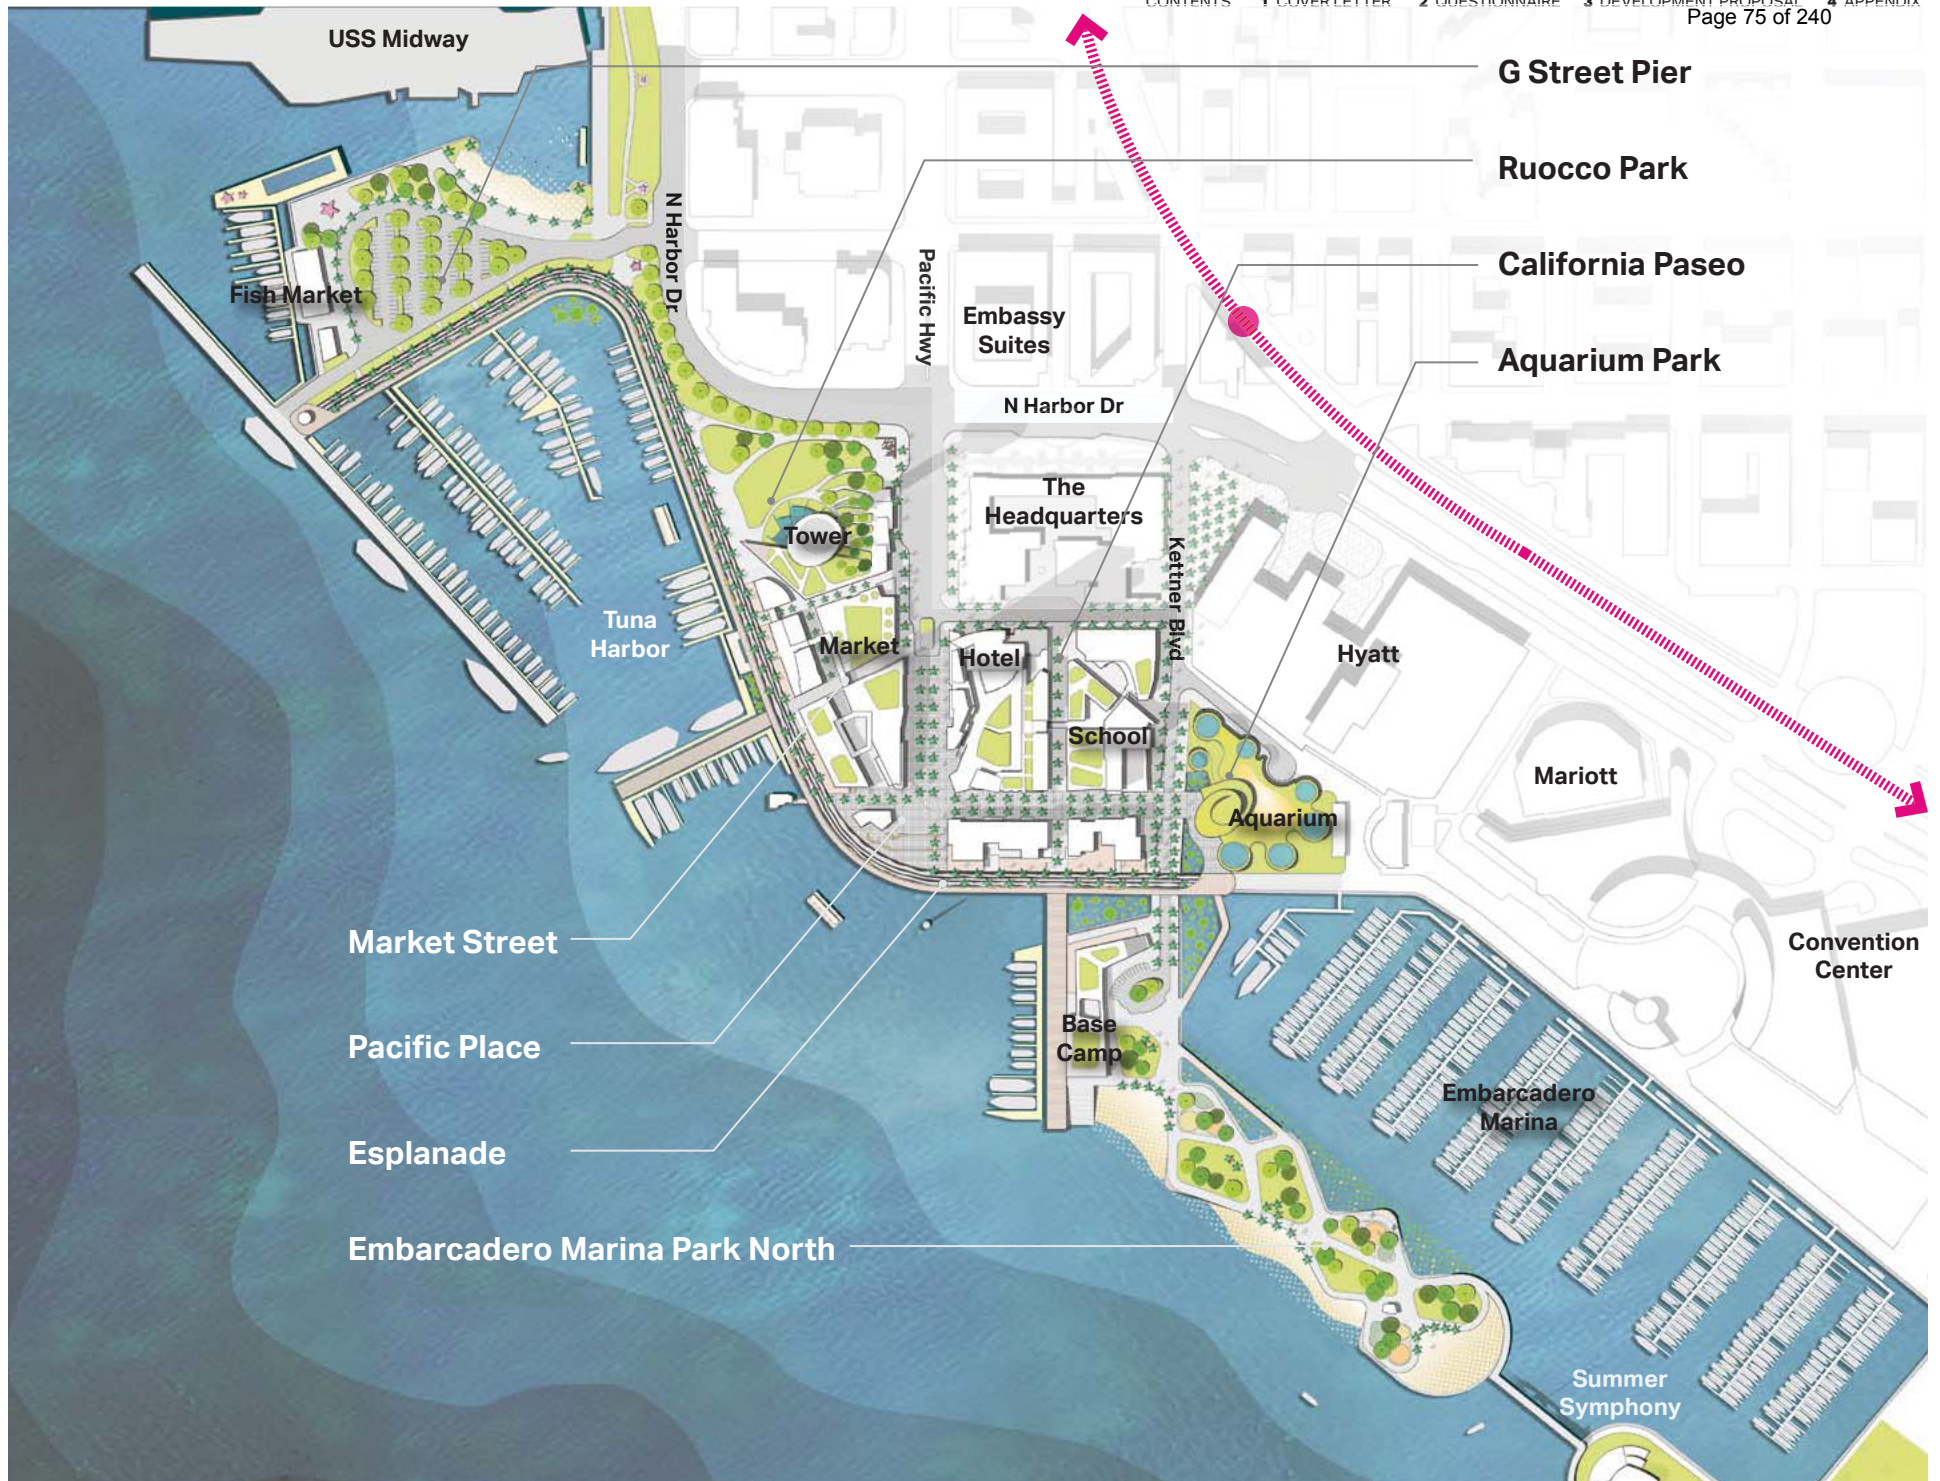 CONTENTS 1 COVER LETTER 2 QUESTIONNAIRE 3 DEVELOPMENT PROPOSAL 4 APPENDIX
Page 75 of 240
USS Midway
G Street Pier
Ruocco Park
California Paseo
Aquarium Park
N Harbor Dr
Pacific Hwy
Fish Market
Embassy
Suites
N Harbor Dr
The
Headquarters
Tower
Kettner Blvd
Tuna
Harbor
Market
Hotel
Hyatt
School
Mariott
Aquarium
Market Street
Convention
Center
Pacific Place
Base
Camp
Embarcadero
Marina
Esplanade
Embarcadero Marina Park North
Summer
Symphony